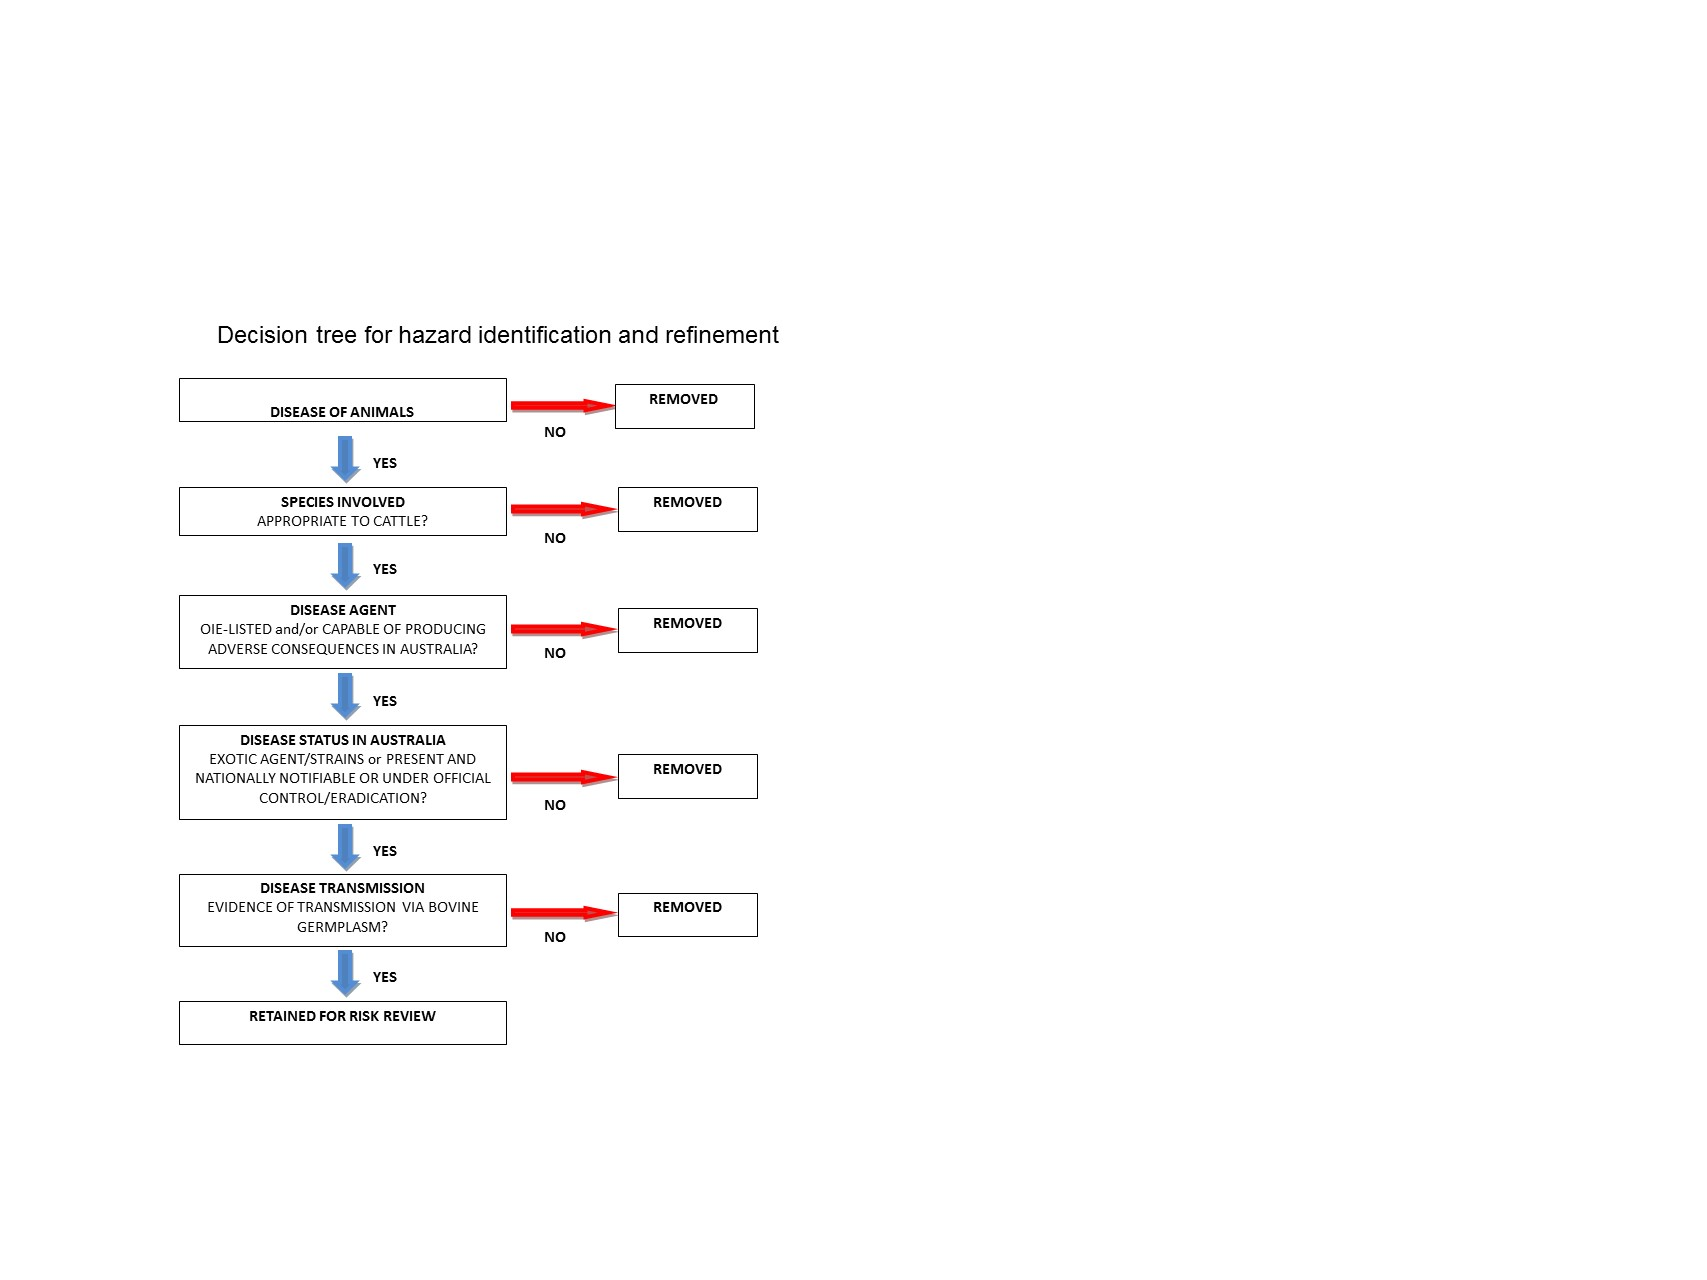 Decision tree for hazard identification and refinement
DISEASE OF ANIMALS
REMOVED
NO
YES
SPECIES INVOLVED
APPROPRIATE TO CATTLE?
REMOVED
NO
YES
DISEASE AGENT
OIE-LISTED and/or CAPABLE OF PRODUCING
ADVERSE CONSEQUENCES IN AUSTRALIA?
REMOVED
NO
YES
DISEASE STATUS IN AUSTRALIA
EXOTIC AGENT/STRAINS or PRESENT AND
NATIONALLY NOTIFIABLE OR UNDER OFFICIAL
CONTROL/ERADICATION?
REMOVED
NO
YES
DISEASE TRANSMISSION
EVIDENCE OF TRANSMISSION VIA BOVINE
GERMPLASM?
REMOVED
NO
YES
RETAINED FOR RISK REVIEW